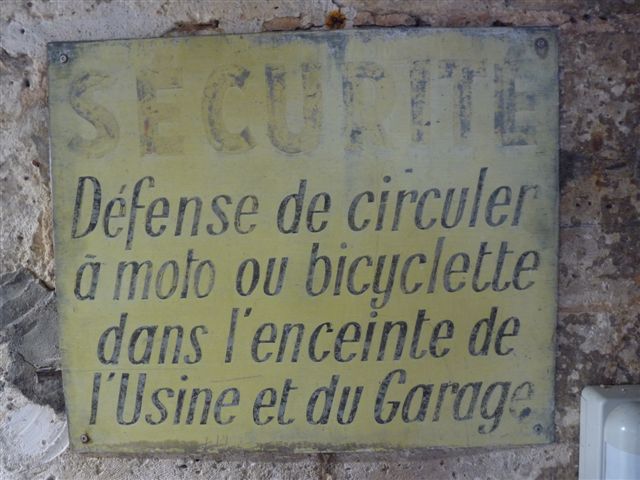 SECURITE
Défense de circuler
à moto ou bicyclette
dans l'enceinte de
l'Usine et du Garage